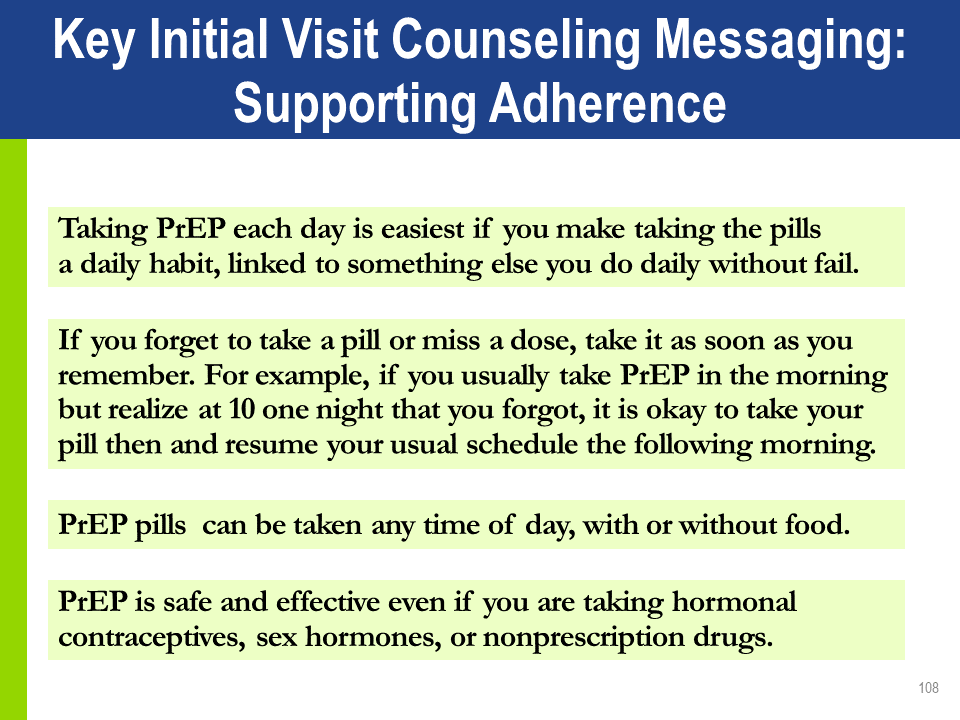 Key Initial Visit Counseling Messaging:
Supporting Adherence
Taking PrEP each day is easiest if you make taking the pills
a daily habit, linked to something else you do daily without fail.
If you forget to take a pill or miss a dose, take it as soon as you
remember. For example, if you usually take PrEP in the morning
but realize at 10 one night that you forgot, it is okay to take your
pill then and resume your usual schedule the following morning.
PrEP pills can be taken any time of day, with or without food.
PrEP is safe and effective even if you are taking hormonal
contraceptives, sex hormones, or nonprescription drugs.
108